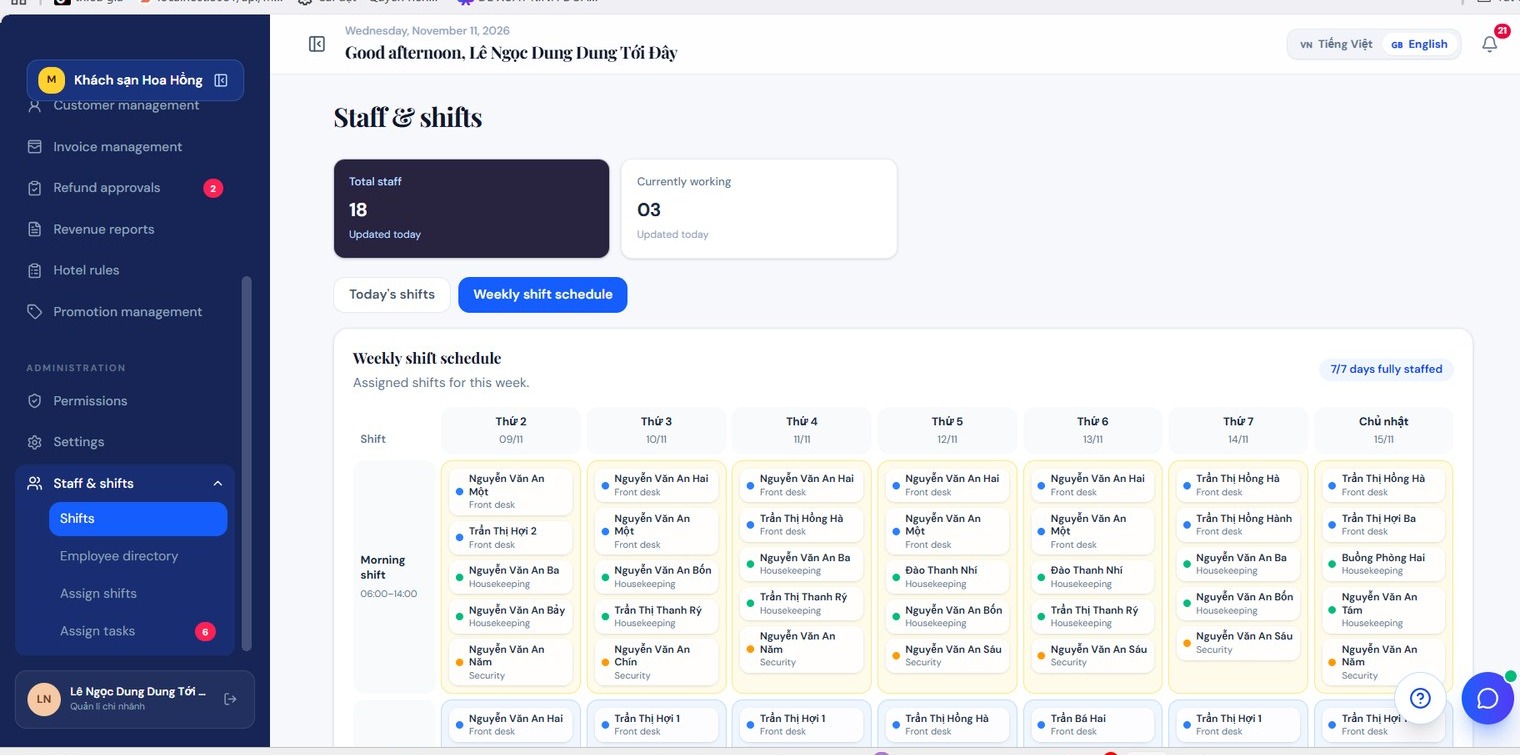 Wednesday, November 11, 2026
Good afternoon, Lê Ngọc Dung Dung Tới Đây
VN Tiếng Việt
GB English
21
M
Khách sạn Hoa Hồng
Customer management
Invoice management
Refund approvals
2
Revenue reports
Hotel rules
Promotion management
ADMINISTRATION
Permissions
Settings
Staff & shifts
Shifts
Employee directory
Assign shifts
Assign tasks
6
LN
Lê Ngọc Dung Dung Tới ...
Quản lí chi nhánh
Staff & shifts
Total staff
18
Updated today
Currently working
03
Updated today
Today's shifts
Weekly shift schedule
Weekly shift schedule
Assigned shifts for this week.
7/7 days fully staffed
Shift
Thứ 2
09/11
Thứ 3
10/11
Thứ 4
11/11
Thứ 5
12/11
Thứ 6
13/11
Thứ 7
14/11
Chủ nhật
15/11
Morning
shift
06:00–14:00
Nguyễn Văn An
Một
Front desk
Trần Thị Hợi 2
Front desk
Nguyễn Văn An Ba
Housekeeping
Nguyễn Văn An Bảy
Housekeeping
Nguyễn Văn An
Năm
Security
Nguyễn Văn An Hai
Front desk
Nguyễn Văn An
Một
Front desk
Nguyễn Văn An Bốn
Housekeeping
Trần Thị Thanh Rý
Housekeeping
Nguyễn Văn An
Chín
Security
Nguyễn Văn An Hai
Front desk
Trần Thị Hồng Hà
Front desk
Nguyễn Văn An Ba
Housekeeping
Trần Thị Thanh Rý
Housekeeping
Nguyễn Văn An
Năm
Security
Nguyễn Văn An Hai
Front desk
Nguyễn Văn An
Một
Front desk
Đào Thanh Nhí
Housekeeping
Nguyễn Văn An Bốn
Housekeeping
Nguyễn Văn An Sáu
Security
Nguyễn Văn An Hai
Front desk
Nguyễn Văn An
Một
Front desk
Đào Thanh Nhí
Housekeeping
Trần Thị Thanh Rý
Housekeeping
Nguyễn Văn An Sáu
Security
Trần Thị Hồng Hà
Front desk
Trần Thị Hồng Hành
Front desk
Nguyễn Văn An Ba
Housekeeping
Nguyễn Văn An Bốn
Housekeeping
Nguyễn Văn An Sáu
Security
Trần Thị Hồng Hà
Front desk
Trần Thị Hợi Ba
Front desk
Buồng Phòng Hai
Housekeeping
Nguyễn Văn An
Tám
Housekeeping
Nguyễn Văn An
Năm
Security
Nguyễn Văn An Hai
Front desk
Trần Thị Hợi 1
Front desk
Trần Thị Hợi 1
Front desk
Trần Thị Hồng Hà
Front desk
Trần Bá Hai
Front desk
Trần Thị Hợi 1
Front desk
Trần Thị Hợi
Front desk